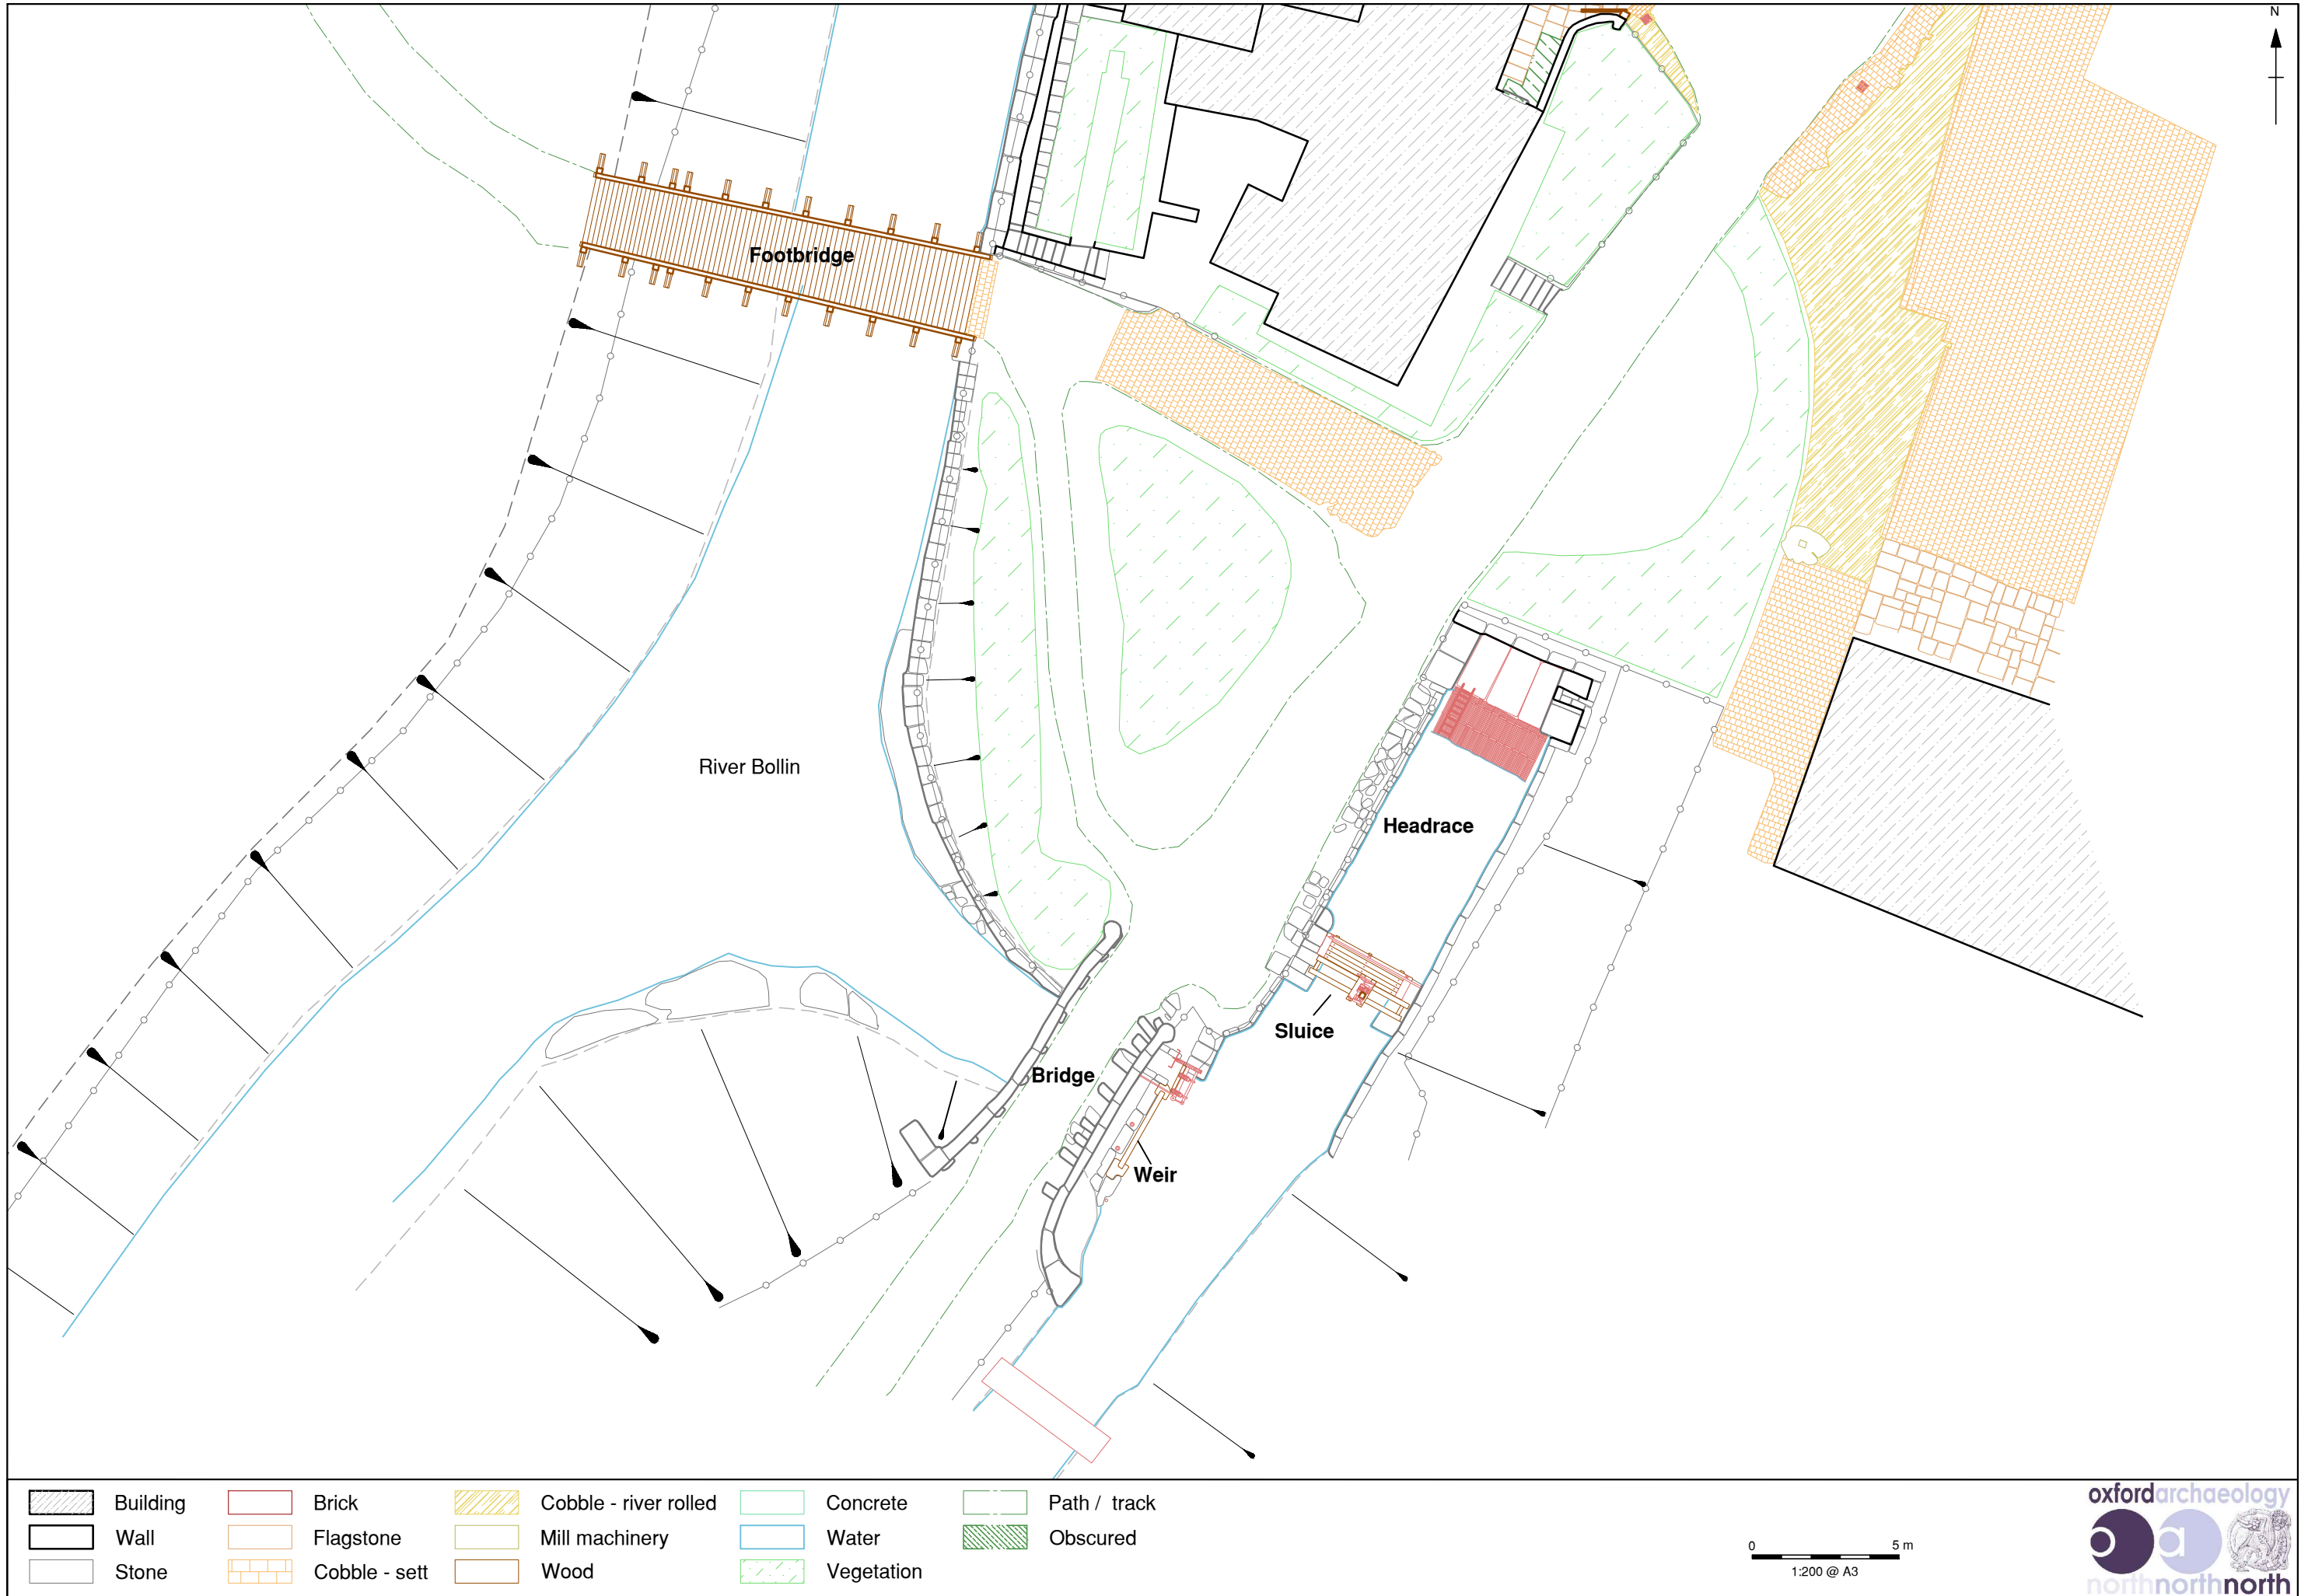 N
Footbridge
River Bollin
Headrace
Sluice
Bridge
Weir
Building
Wall
Stone
Brick
Flagstone
Cobble - sett
Cobble - river rolled
Mill machinery
Wood
Concrete
Water
Vegetation
Path / track
Obscured
0 5 m
1:200 @ A3
oxfordarchaeology
oa
northnorthnorth